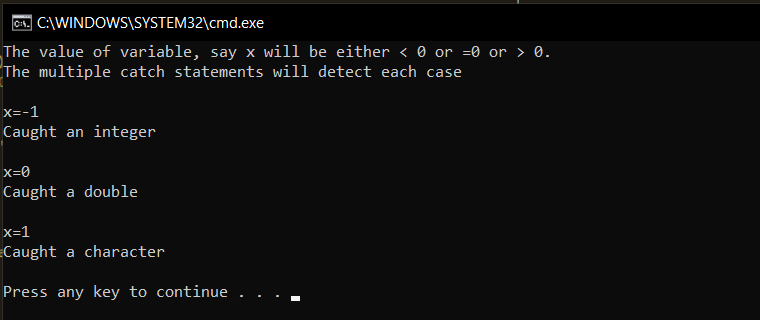 C:\WINDOWS\SYSTEM32\cmd.exe
The value of variable, say x will be either < 0 or =0 or > 0.
The multiple catch statements will detect each case
x=-1
Caught an integer
x=0
Caught a double
x=1
Caught a character
Press any key to continue . . .